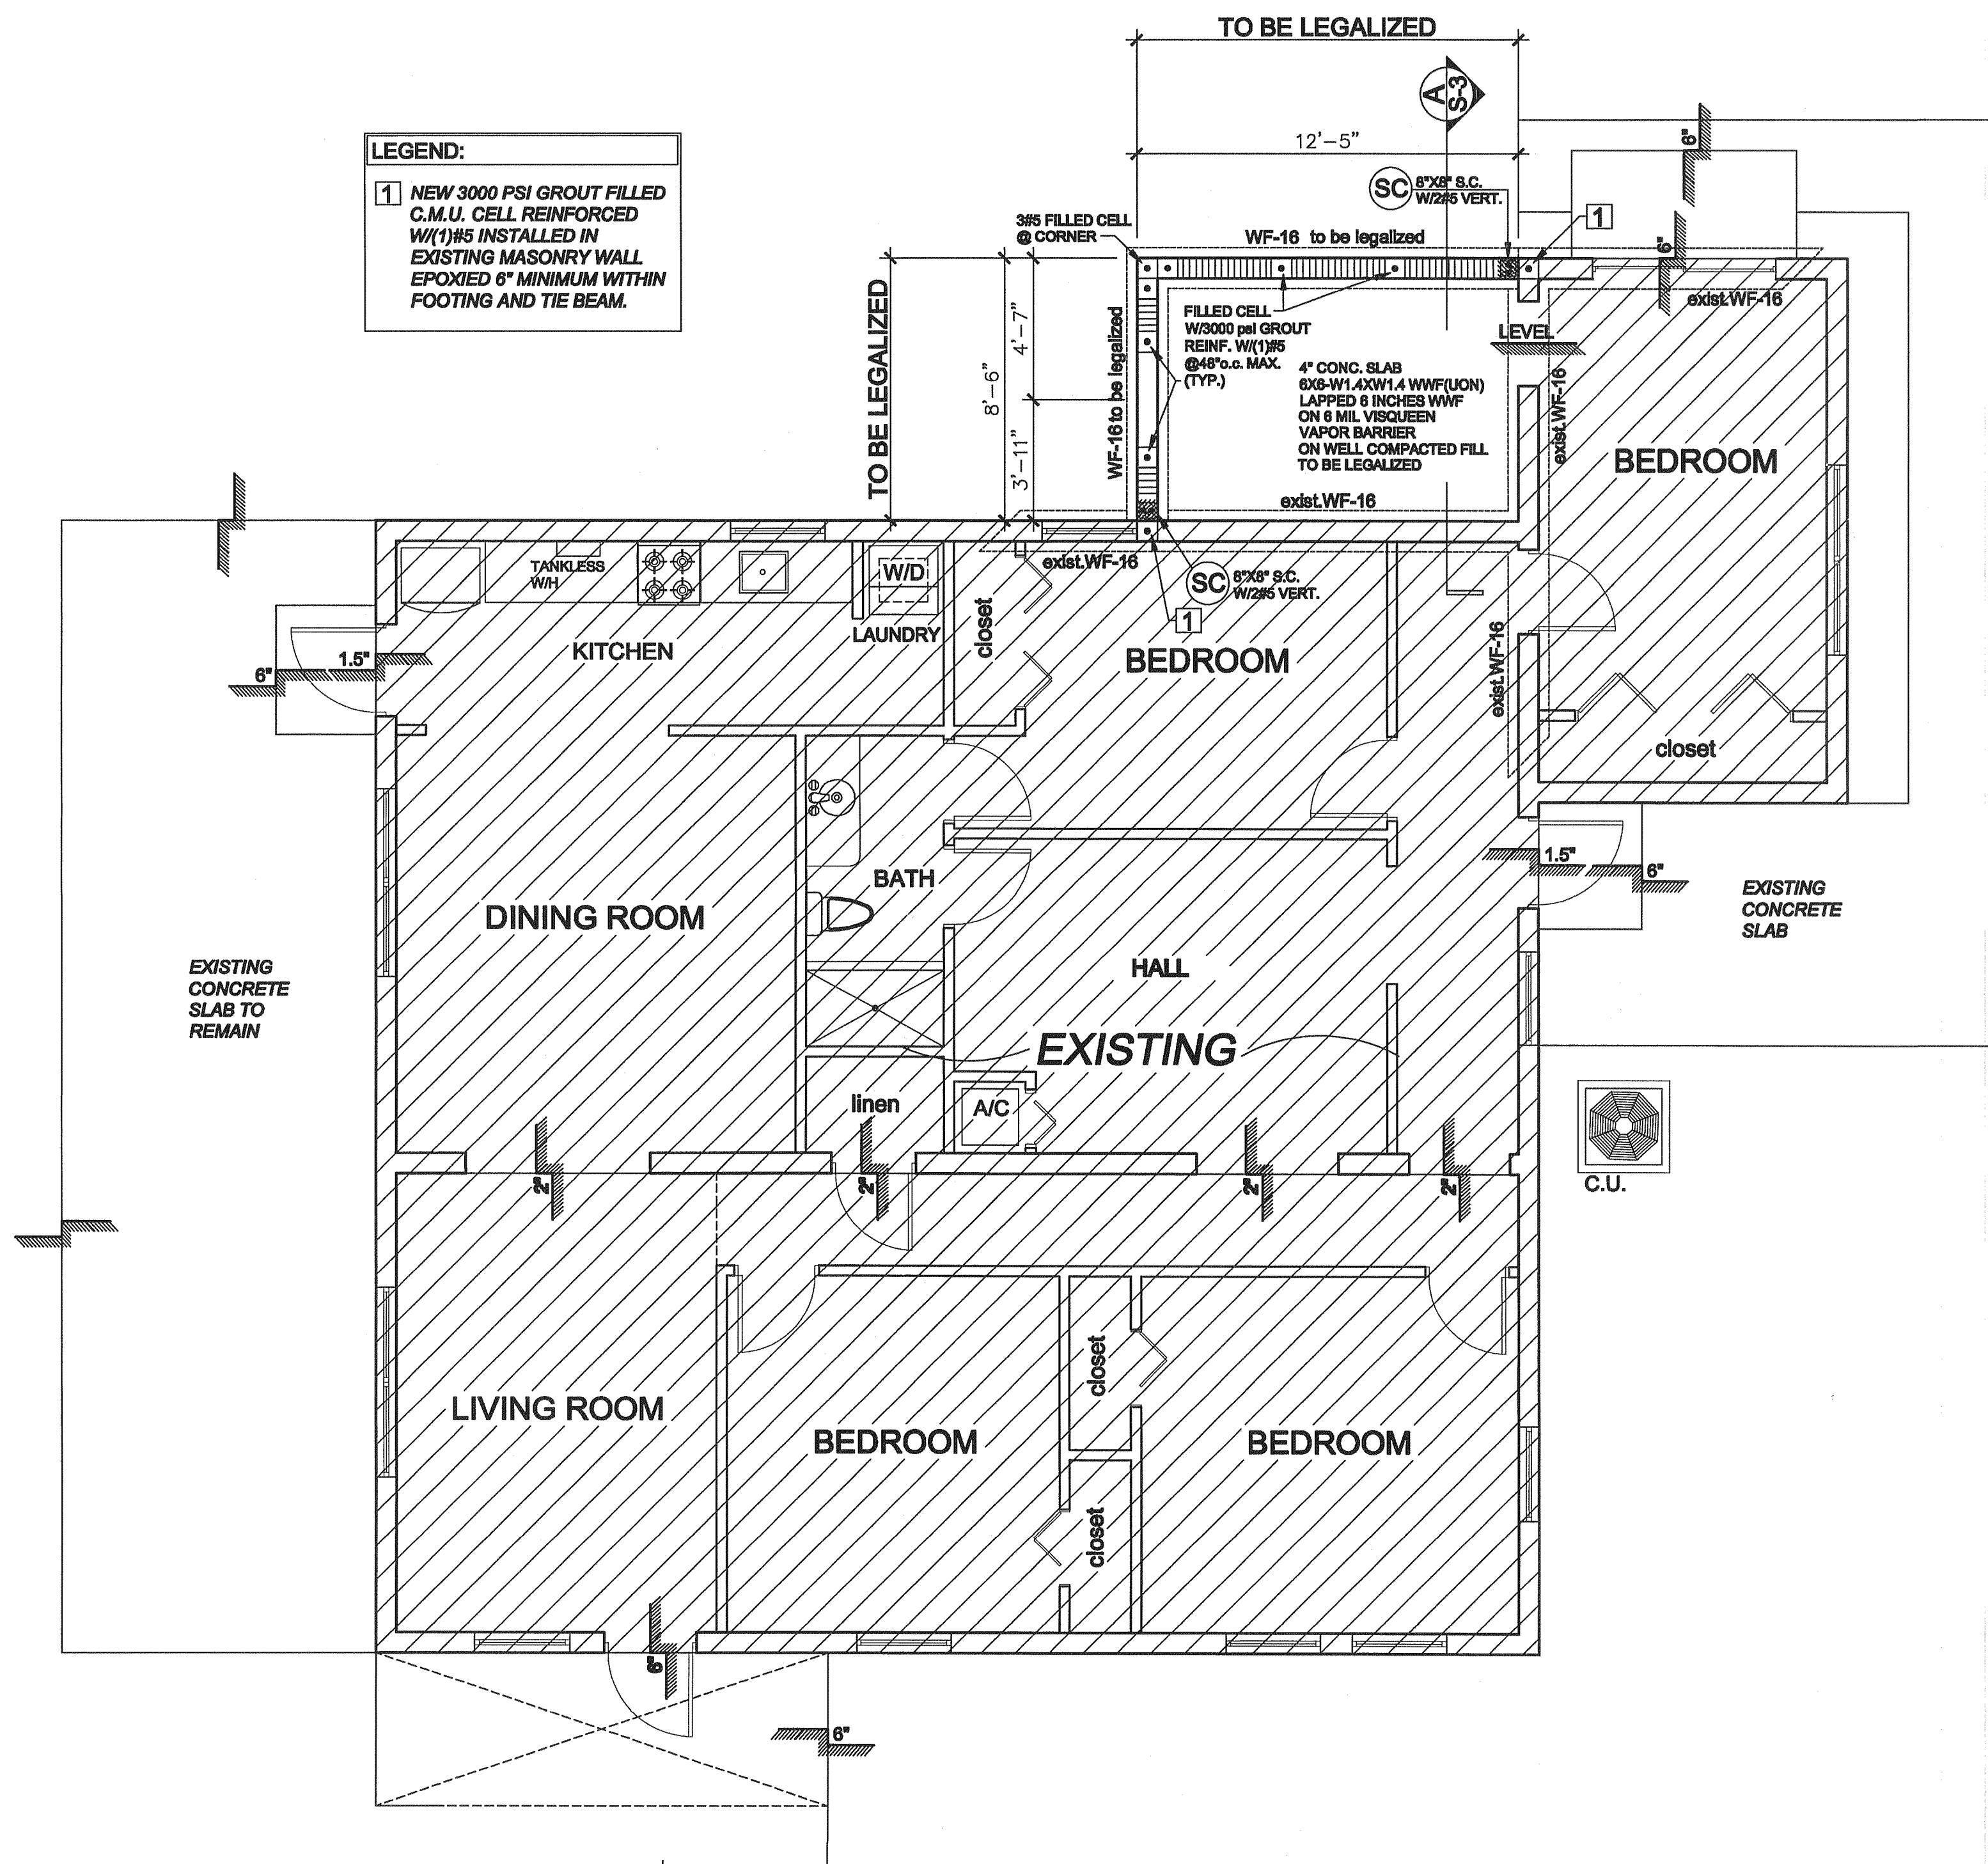 TO BE LEGALIZED
A
S-3
12'-5"
6"
LEGEND:
1 NEW 3000 PSI GROUT FILLED
C.M.U. CELL REINFORCED
W/(1)#5 INSTALLED IN
EXISTING MASONRY WALL
EPOXIED 6" MINIMUM WITHIN
FOOTING AND TIE BEAM.
SC
8"X8" S.C.
W/2#5 VERT.
1
3#5 FILLED CELL
@ CORNER
WF-16 to be legalized
6"
exist.WF-16
TO BE LEGALIZED
8'-6"
4'-7"
3'-11"
WF-16 to be legalized
FILLED CELL
W/3000 psi GROUT
REINF. W/(1)#5
@48"o.c. MAX.
(TYP.)
LEVEL
4" CONC. SLAB
6X6-W1.4XW1.4 WWF(UON)
LAPPED 6 INCHES WWF
ON 6 MIL VISQUEEN
VAPOR BARRIER
ON WELL COMPACTED FILL
TO BE LEGALIZED
exist.WF-16
BEDROOM
exist.WF-16
exist.WF-16
TANKLESS
W/H
W/D
SC
8"X8" S.C.
W/2#5 VERT.
1
LAUNDRY
closet
KITCHEN
BEDROOM
exist.WF-16
1.5"
6"
closet
BATH
1.5"
6"
EXISTING
CONCRETE
SLAB
DINING ROOM
HALL
EXISTING
CONCRETE
SLAB TO
REMAIN
EXISTING
linen
A/C
2"
2"
2"
2"
C.U.
closet
LIVING ROOM
BEDROOM
BEDROOM
closet
6"
6"